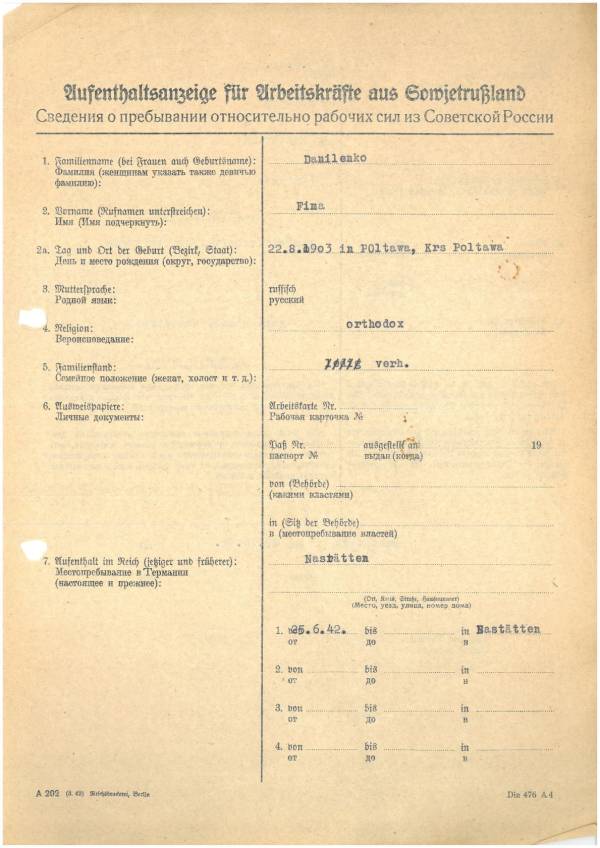 Aufenthaltsanzeige für Arbeitskräfte aus Sowjetrußland
Сведения о пребывании относительно рабочих сил из Советской России
1. Familienname (bei Frauen auch Geburtsname): Danilenko
Фамилия (женщинам указать также девичью
фамилию):
2. Vorname (Rufnamen unterstreichen): Fima
Имя (Имя подчеркнуть):
2a. Tag und Ort der Geburt (Bezirk, Staat): 22.8.1903 in POltawa, Krs Poltawa
День и место рождения (округ, государство):
3. Muttersprache: russisch
Родной язык: русский
4. Religion: orthodox
Вероисповедание:
5. Familienstand: verh.
Семейное положение (женат, холост и т. д.):
6. Ausweispapiere: Arbeitskarte Nr.
Личные документы: Рабочая карточка №
Paß Nr. ausgestellt am 19
паспорт № выдан (когда)
von (Behörde)
(какими властями)
in (Sitz der Behörde)
в (местопребывание властей)
7. Aufenthalt im Reich (jetziger und früherer): Nastätten
Местопребывание в Германии
(настоящее и прежнее):
(Ort, Kreis, Straße, Hausnummer)
(Место, уезд, улица, номер дома)
1. von 25.6.42. bis in Nastätten
от до в
2. von bis in
от до в
3. von bis in
от до в
4. von bis in
от до в
A 202 (3. 42) Reichsdruckerei, Berlin Din 476 A 4